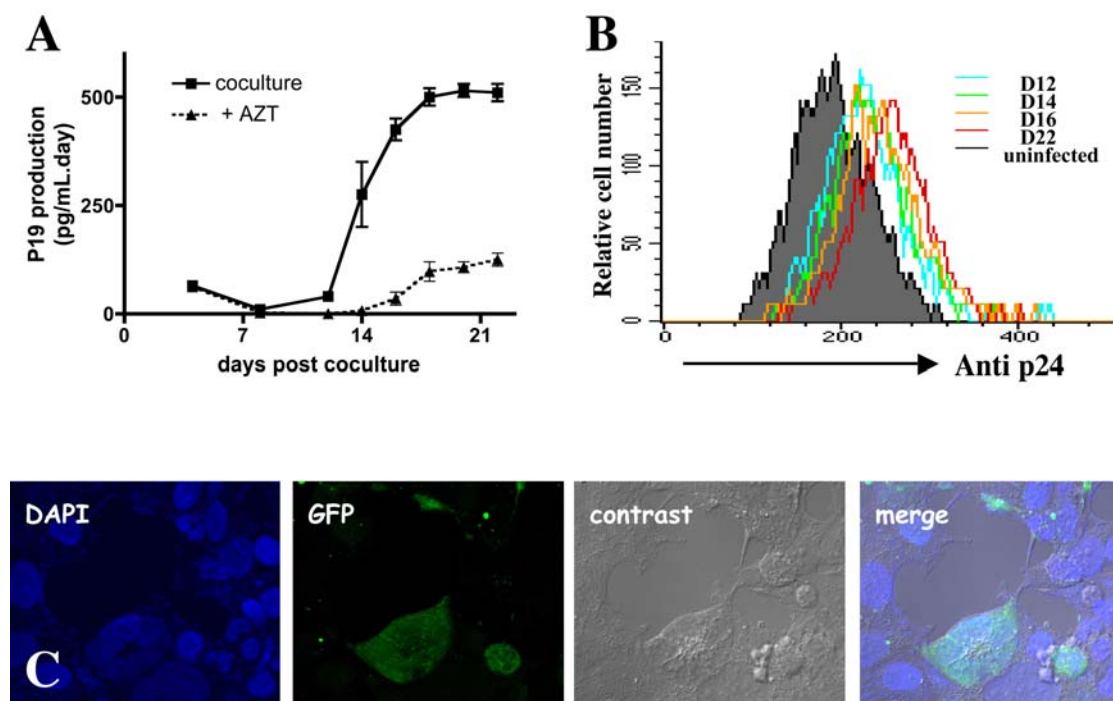 A
P19 production
(pg/mL.day)
500
250
0
coculture
+ AZT
0
7
14
21
days post coculture
B
Relative cell number
150
100
50
0
D12
D14
D16
D22
uninfected
0
200
400
Anti p24
C
DAPI
GFP
contrast
merge